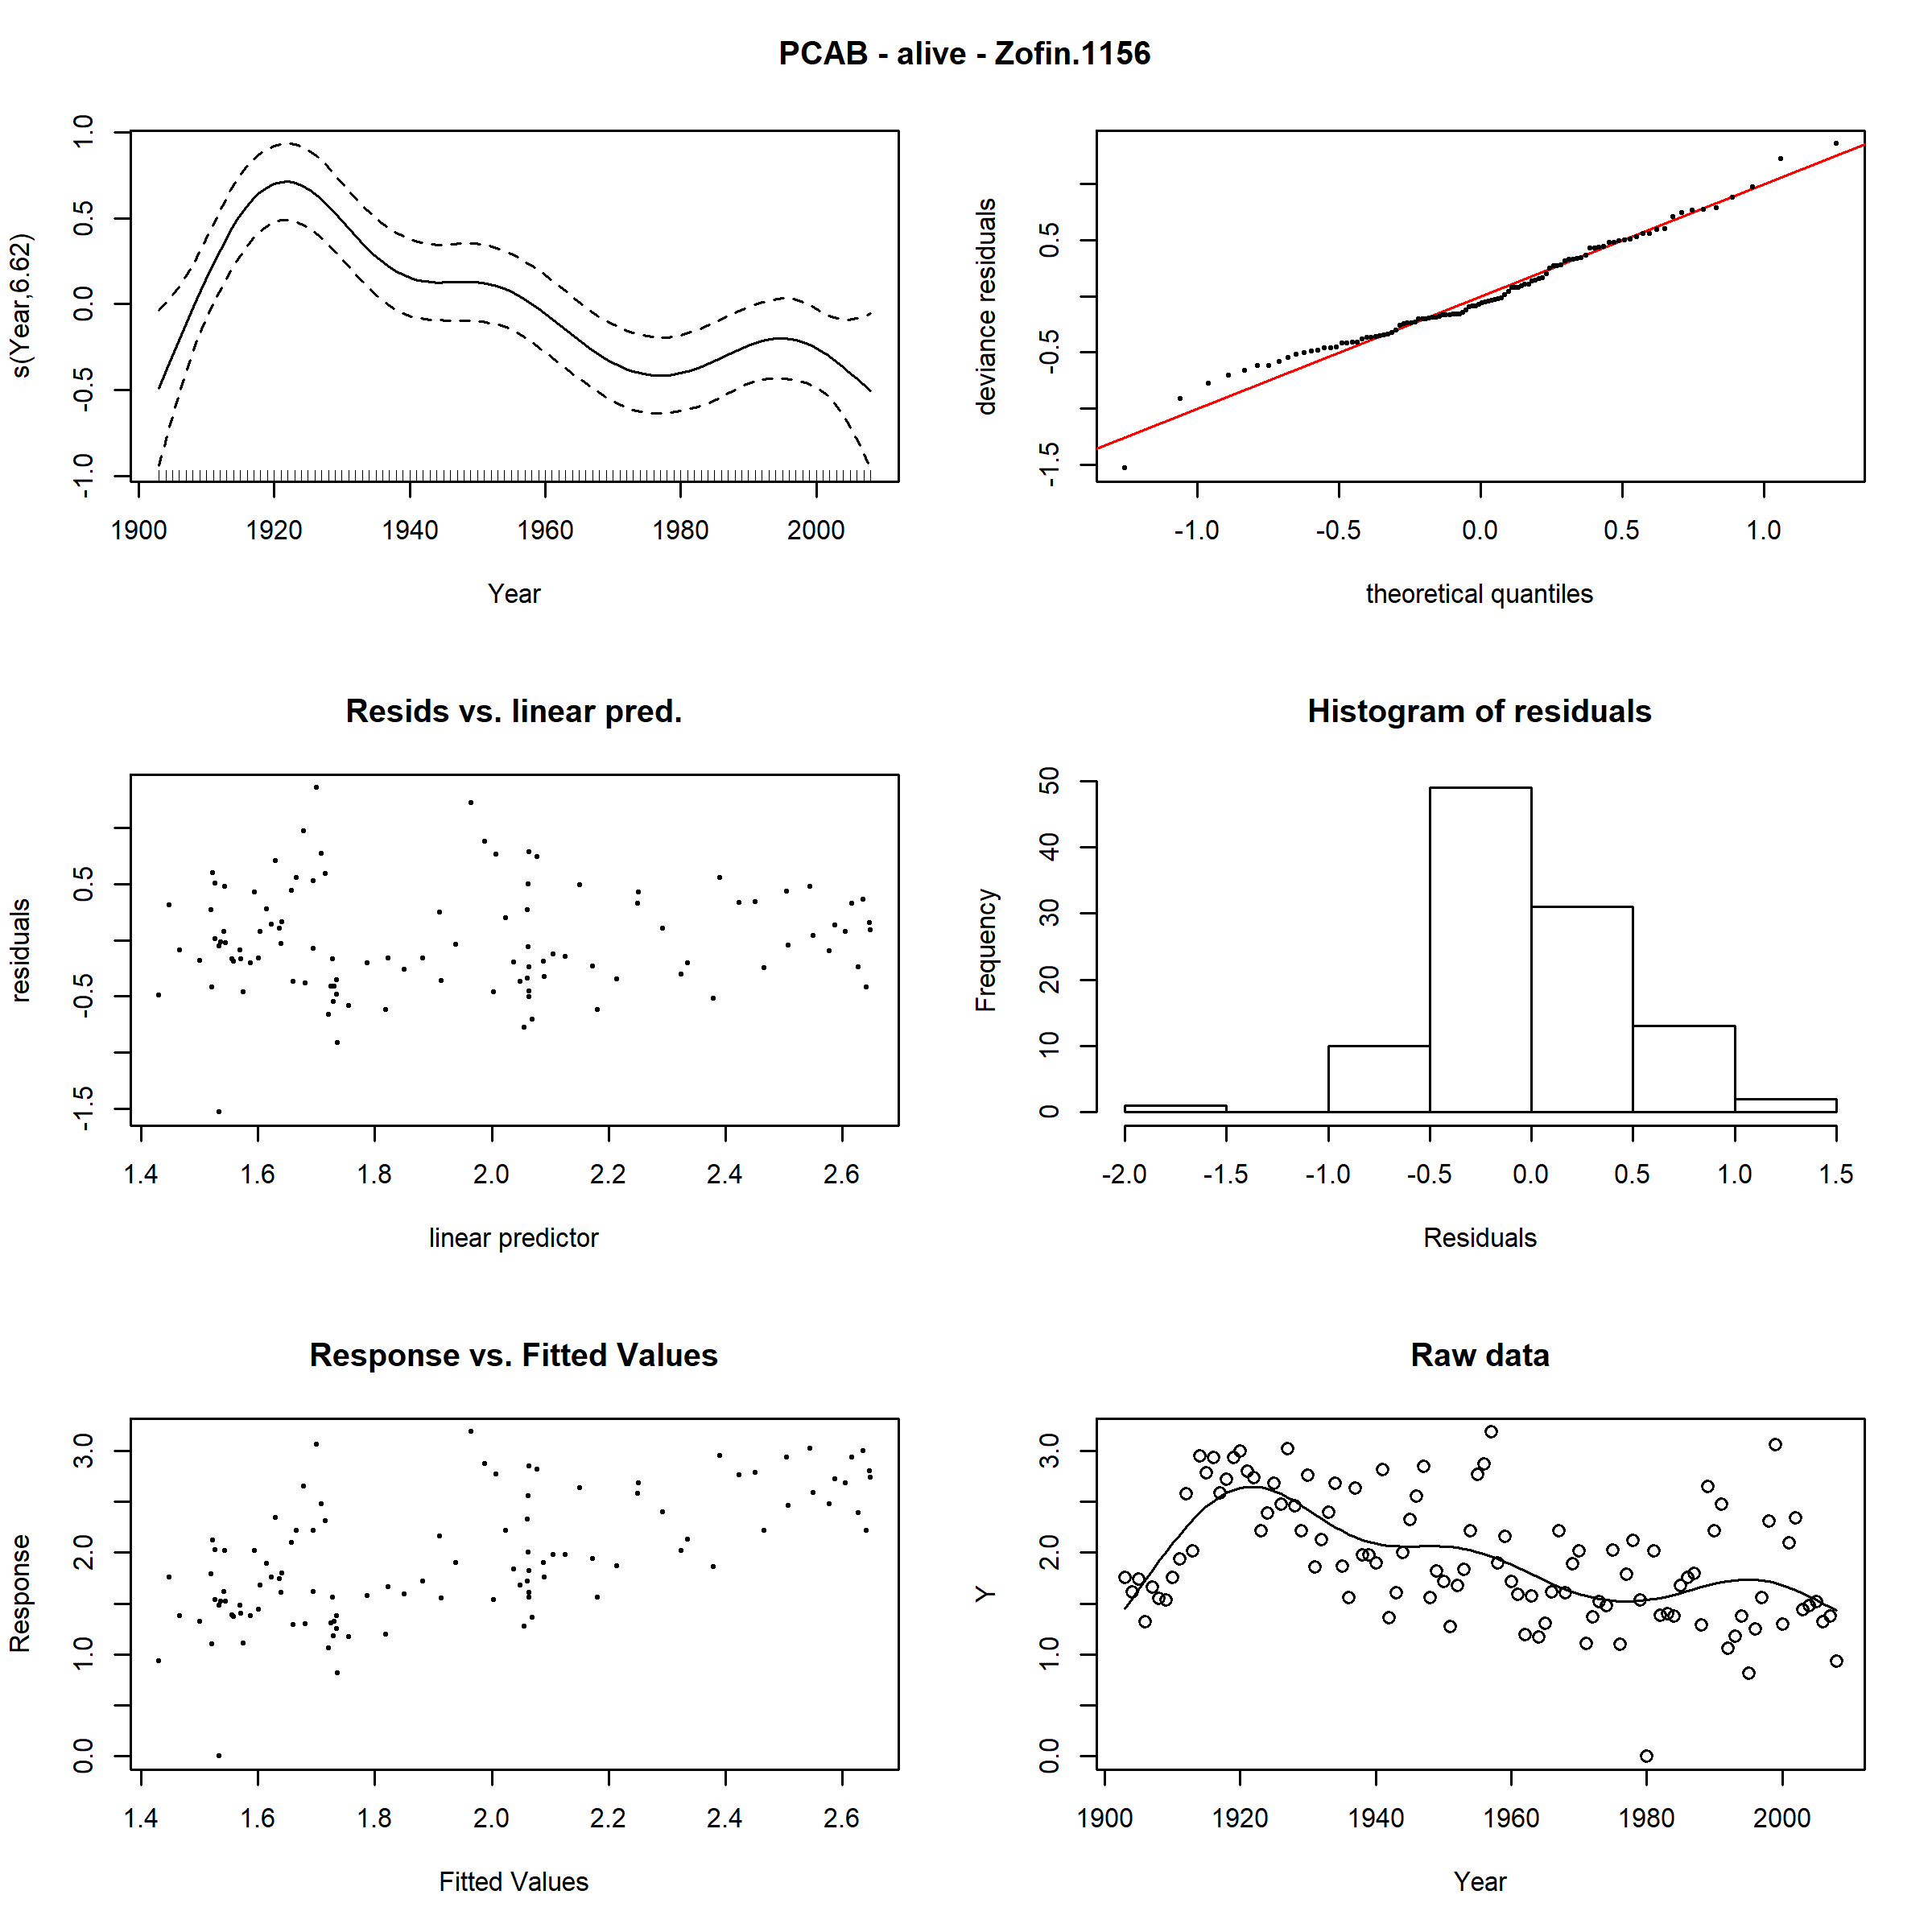 PCAB - alive - Zofin.1156
s(Year,6.62)
-1.0 -0.5 0.0 0.5 1.0
1900 1920 1940 1960 1980 2000
Year
deviance residuals
-1.5 -0.5 0.5
-1.0 -0.5 0.0 0.5 1.0
theoretical quantiles
Resids vs. linear pred.
residuals
-1.5 -0.5 0.5
1.4 1.6 1.8 2.0 2.2 2.4 2.6
linear predictor
Histogram of residuals
Frequency
0 10 20 30 40 50
-2.0 -1.5 -1.0 -0.5 0.0 0.5 1.0 1.5
Residuals
Response vs. Fitted Values
Response
0.0 1.0 2.0 3.0
1.4 1.6 1.8 2.0 2.2 2.4 2.6
Fitted Values
Raw data
Y
0.0 1.0 2.0 3.0
1900 1920 1940 1960 1980 2000
Year